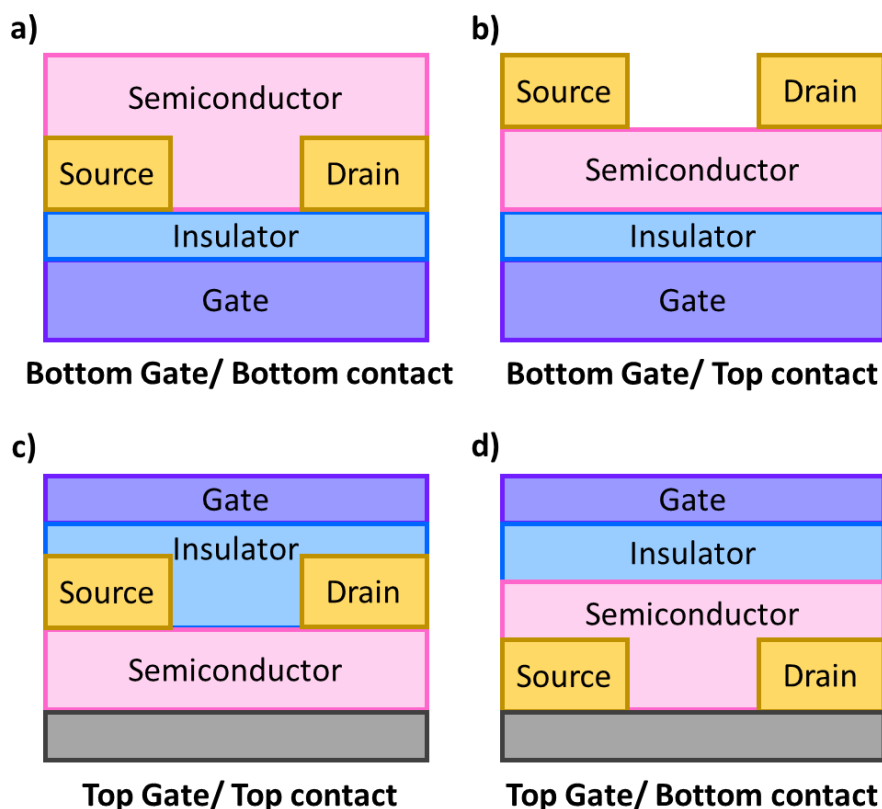 a)
Semiconductor
Source
Drain
Insulator
Gate
Bottom Gate/ Bottom contact
b)
Source
Drain
Semiconductor
Insulator
Gate
Bottom Gate/ Top contact
c)
Gate
Insulator
Source
Drain
Semiconductor
Top Gate/ Top contact
d)
Gate
Insulator
Semiconductor
Source
Drain
Top Gate/ Bottom contact